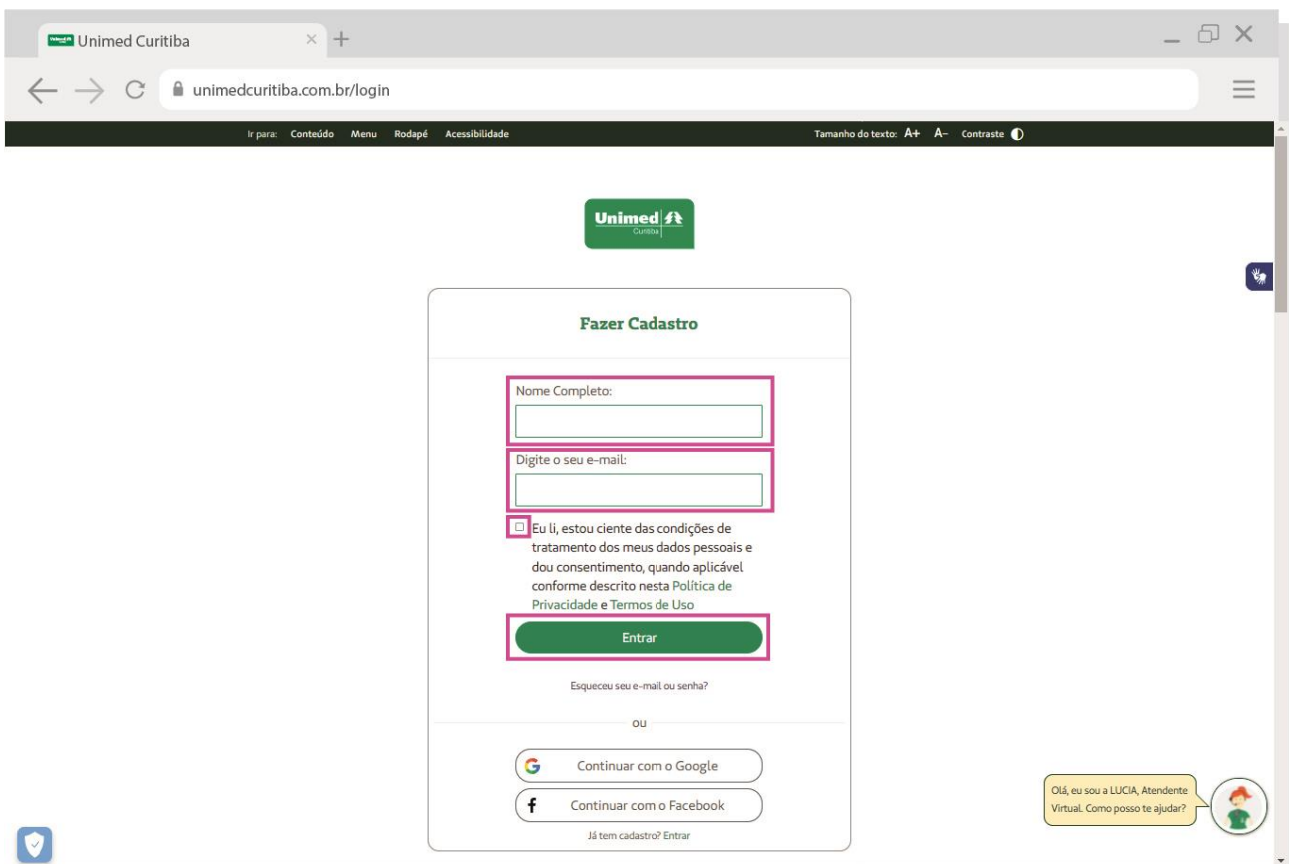 Unimed Curitiba
unimedcuritiba.com.br/login
Ir para: Conteúdo Menu Rodapé Acessibilidade Tamanho do texto: A+ A- Contraste
Unimed
Curitiba
Fazer Cadastro
Nome Completo:
Digite o seu e-mail:
Eu li, estou ciente das condições de
tratamento dos meus dados pessoais e
dou consentimento, quando aplicável
conforme descrito nesta Política de
Privacidade e Termos de Uso
Entrar
Esqueceu seu e-mail ou senha?
ou
Continuar com o Google
Continuar com o Facebook
Já tem cadastro? Entrar
Olá, eu sou a LUCIA, Atendente
Virtual. Como posso te ajudar?